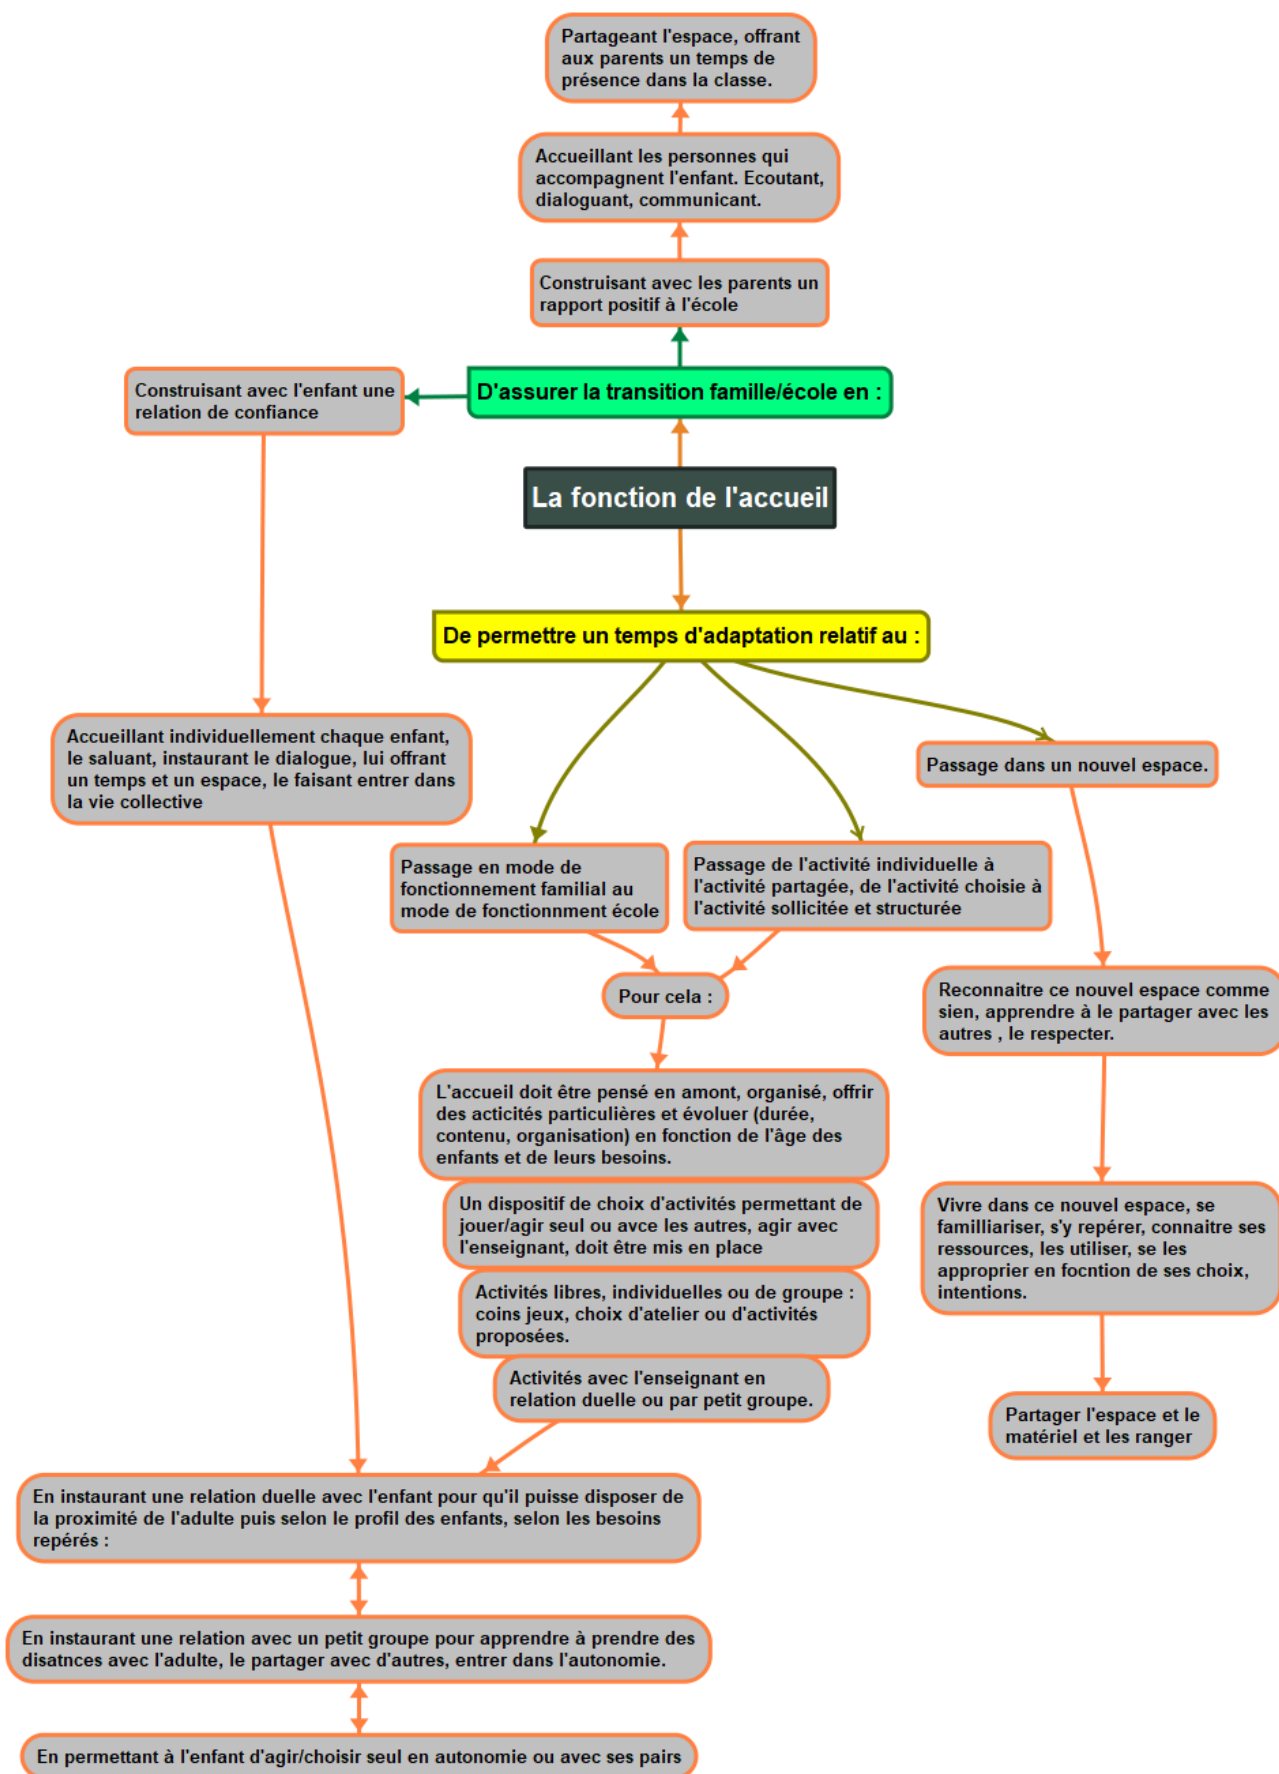 Partageant l'espace, offrant
aux parents un temps de
présence dans la classe.
Accueillant les personnes qui
accompagnent l'enfant. Ecoutant,
dialoguant, communicant.
Construisant avec les parents un
rapport positif à l'école
D'assurer la transition famille/école en :
Construisant avec l'enfant une
relation de confiance
La fonction de l'accueil
De permettre un temps d'adaptation relatif au :
Accueillant individuellement chaque enfant,
le saluant, instaurant le dialogue, lui offrant
un temps et un espace, le faisant entrer dans
la vie collective
Passage dans un nouvel espace.
Passage en mode de
fonctionnement familial au
mode de fonctionnment école
Passage de l'activité individuelle à
l'activité partagée, de l'activité choisie à
l'activité sollicitée et structurée
Pour cela :
Reconnaitre ce nouvel espace comme
sien, apprendre à le partager avec les
autres , le respecter.
L'accueil doit être pensé en amont, organisé, offrir
des acticités particulières et évoluer (durée,
contenu, organisation) en fonction de l'âge des
enfants et de leurs besoins.
Un dispositif de choix d'activités permettant de
jouer/agir seul ou avce les autres, agir avec
l'enseignant, doit être mis en place
Vivre dans ce nouvel espace, se
familliariser, s'y repérer, connaitre ses
ressources, les utiliser, se les
approprier en focntion de ses choix,
intentions.
Activités libres, individuelles ou de groupe :
coins jeux, choix d'atelier ou d'activités
proposées.
Activités avec l'enseignant en
relation duelle ou par petit groupe.
Partager l'espace et le
matériel et les ranger
En instaurant une relation duelle avec l'enfant pour qu'il puisse disposer de
la proximité de l'adulte puis selon le profil des enfants, selon les besoins
repérés :
En instaurant une relation avec un petit groupe pour apprendre à prendre des
disatnces avec l'adulte, le partager avec d'autres, entrer dans l'autonomie.
En permettant à l'enfant d'agir/choisir seul en autonomie ou avec ses pairs